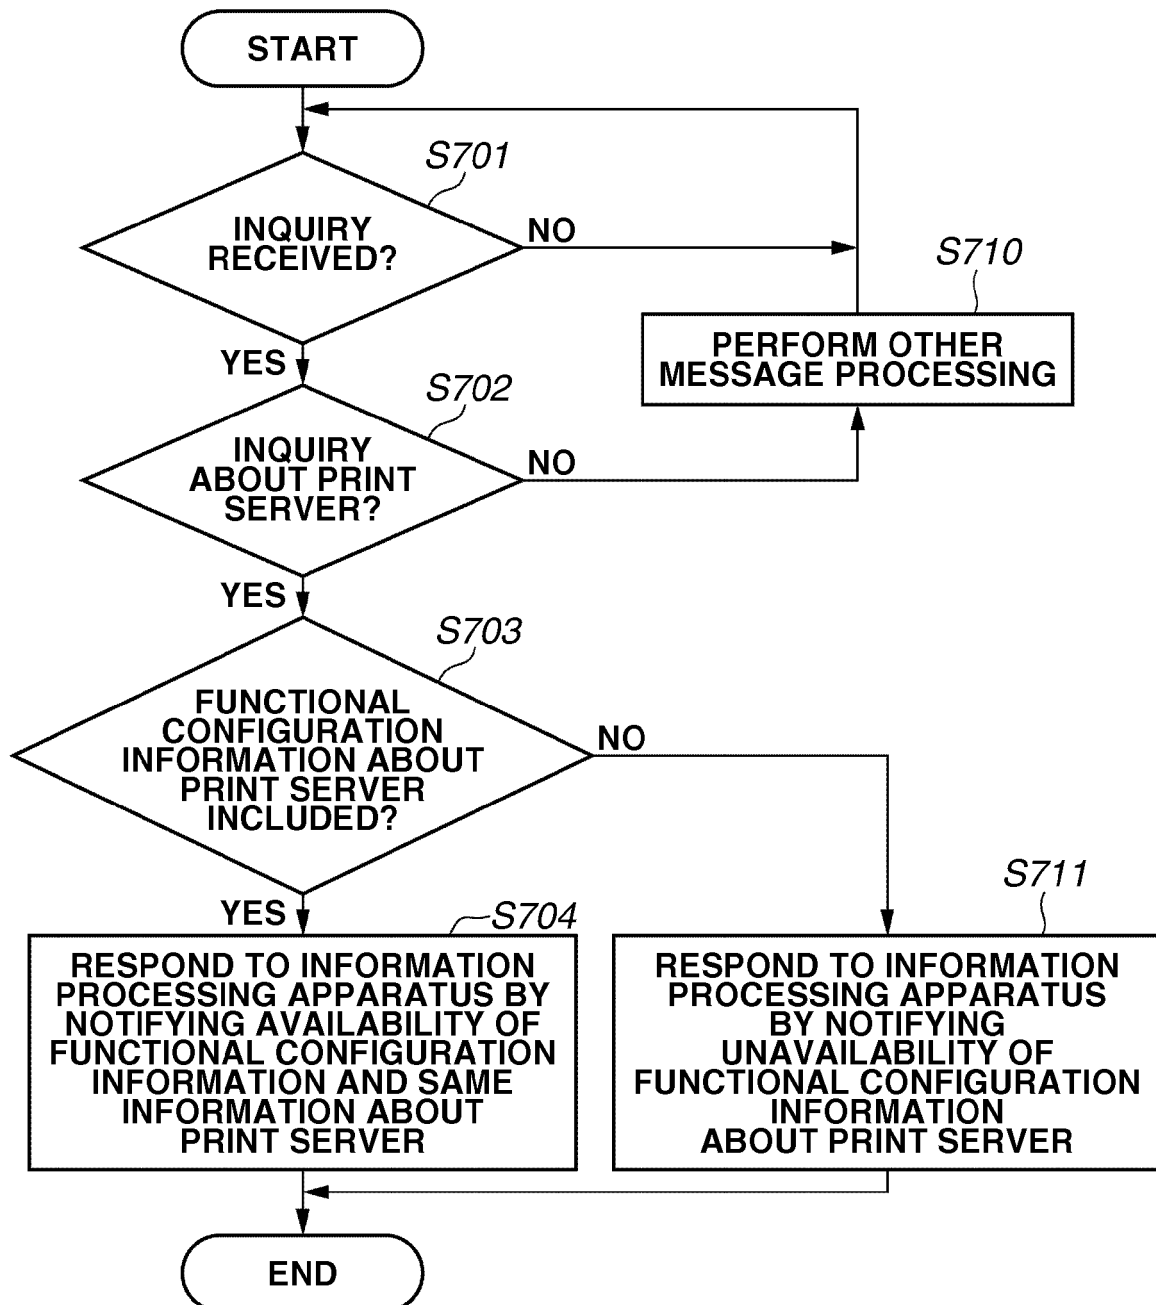 START
S701
INQUIRY
RECEIVED?
NO
S710
PERFORM OTHER
MESSAGE PROCESSING
YES
S702
INQUIRY
ABOUT PRINT
SERVER?
NO
YES
S703
FUNCTIONAL
CONFIGURATION
INFORMATION ABOUT
PRINT SERVER
INCLUDED?
NO
YES
S704
RESPOND TO INFORMATION
PROCESSING APPARATUS BY
NOTIFYING AVAILABILITY OF
FUNCTIONAL CONFIGURATION
INFORMATION AND SAME
INFORMATION ABOUT
PRINT SERVER
S711
RESPOND TO INFORMATION
PROCESSING APPARATUS
BY NOTIFYING
UNAVAILABILITY OF
FUNCTIONAL CONFIGURATION
INFORMATION
ABOUT PRINT SERVER
END